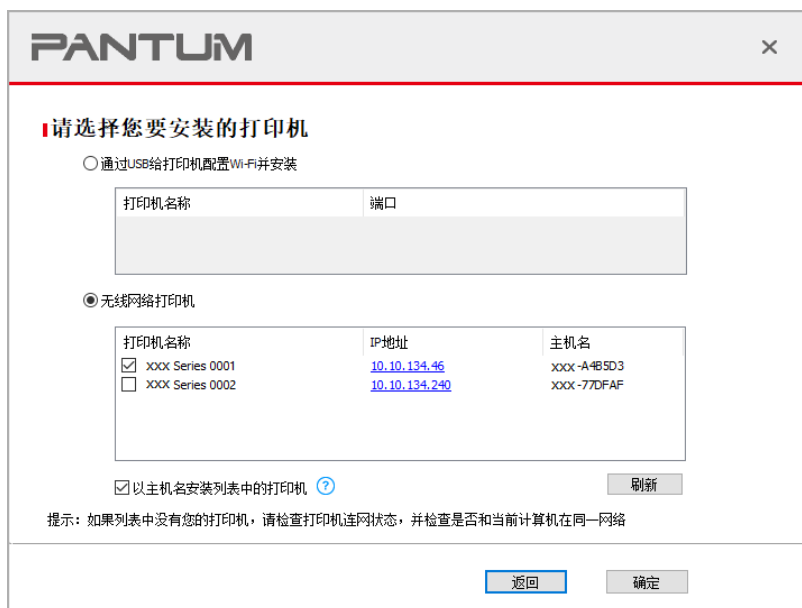 PANTUM
请选择您要安装的打印机
通过USB给打印机配置Wi-Fi并安装
打印机名称 端口
无线网络打印机
打印机名称 IP地址 主机名
xxx Series 0001 10.10.134.46 xxx-A4B5D3
xxx Series 0002 10.10.134.240 xxx-77DFAF
以主机名安装列表中的打印机 ? 刷新
提示：如果列表中没有您的打印机，请检查打印机连网状态，并检查是否和当前计算机在同一网络
返回 确定